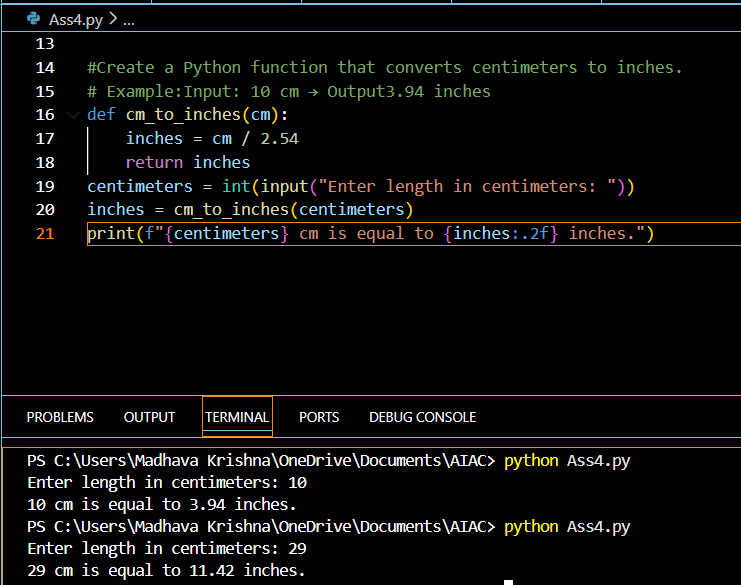 Ass4.py > ...
13
14 #Create a Python function that converts centimeters to inches.
15 # Example:Input: 10 cm → Output3.94 inches
16 def cm_to_inches(cm):
17     inches = cm / 2.54
18     return inches
19 centimeters = int(input("Enter length in centimeters: "))
20 inches = cm_to_inches(centimeters)
21 print(f"{centimeters} cm is equal to {inches:.2f} inches.")
PROBLEMS OUTPUT TERMINAL PORTS DEBUG CONSOLE
PS C:\Users\Madhava Krishna\OneDrive\Documents\AIAC> python Ass4.py
Enter length in centimeters: 10
10 cm is equal to 3.94 inches.
PS C:\Users\Madhava Krishna\OneDrive\Documents\AIAC> python Ass4.py
Enter length in centimeters: 29
29 cm is equal to 11.42 inches.